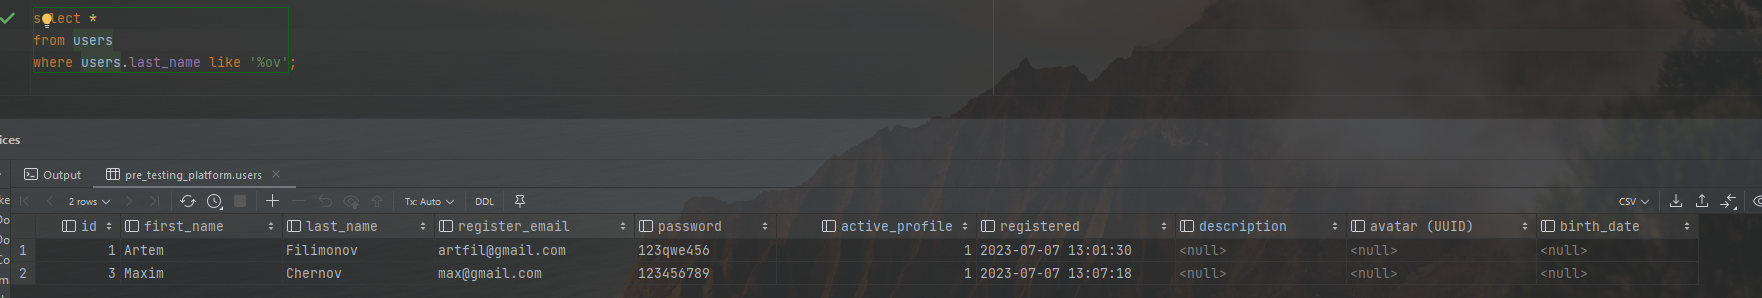 select *
from users
where users.last_name like '%ov';
ices
Output
pre_testing_platform.users
2 rows
Tx: Auto
DDL
CSV
id first_name last_name register_email password active_profile registered description avatar (UUID) birth_date
1 1 Artem Filimonov artfil@gmail.com 123qwe456 1 2023-07-07 13:01:30 <null> <null> <null>
2 3 Maxim Chernov max@gmail.com 123456789 1 2023-07-07 13:07:18 <null> <null> <null>